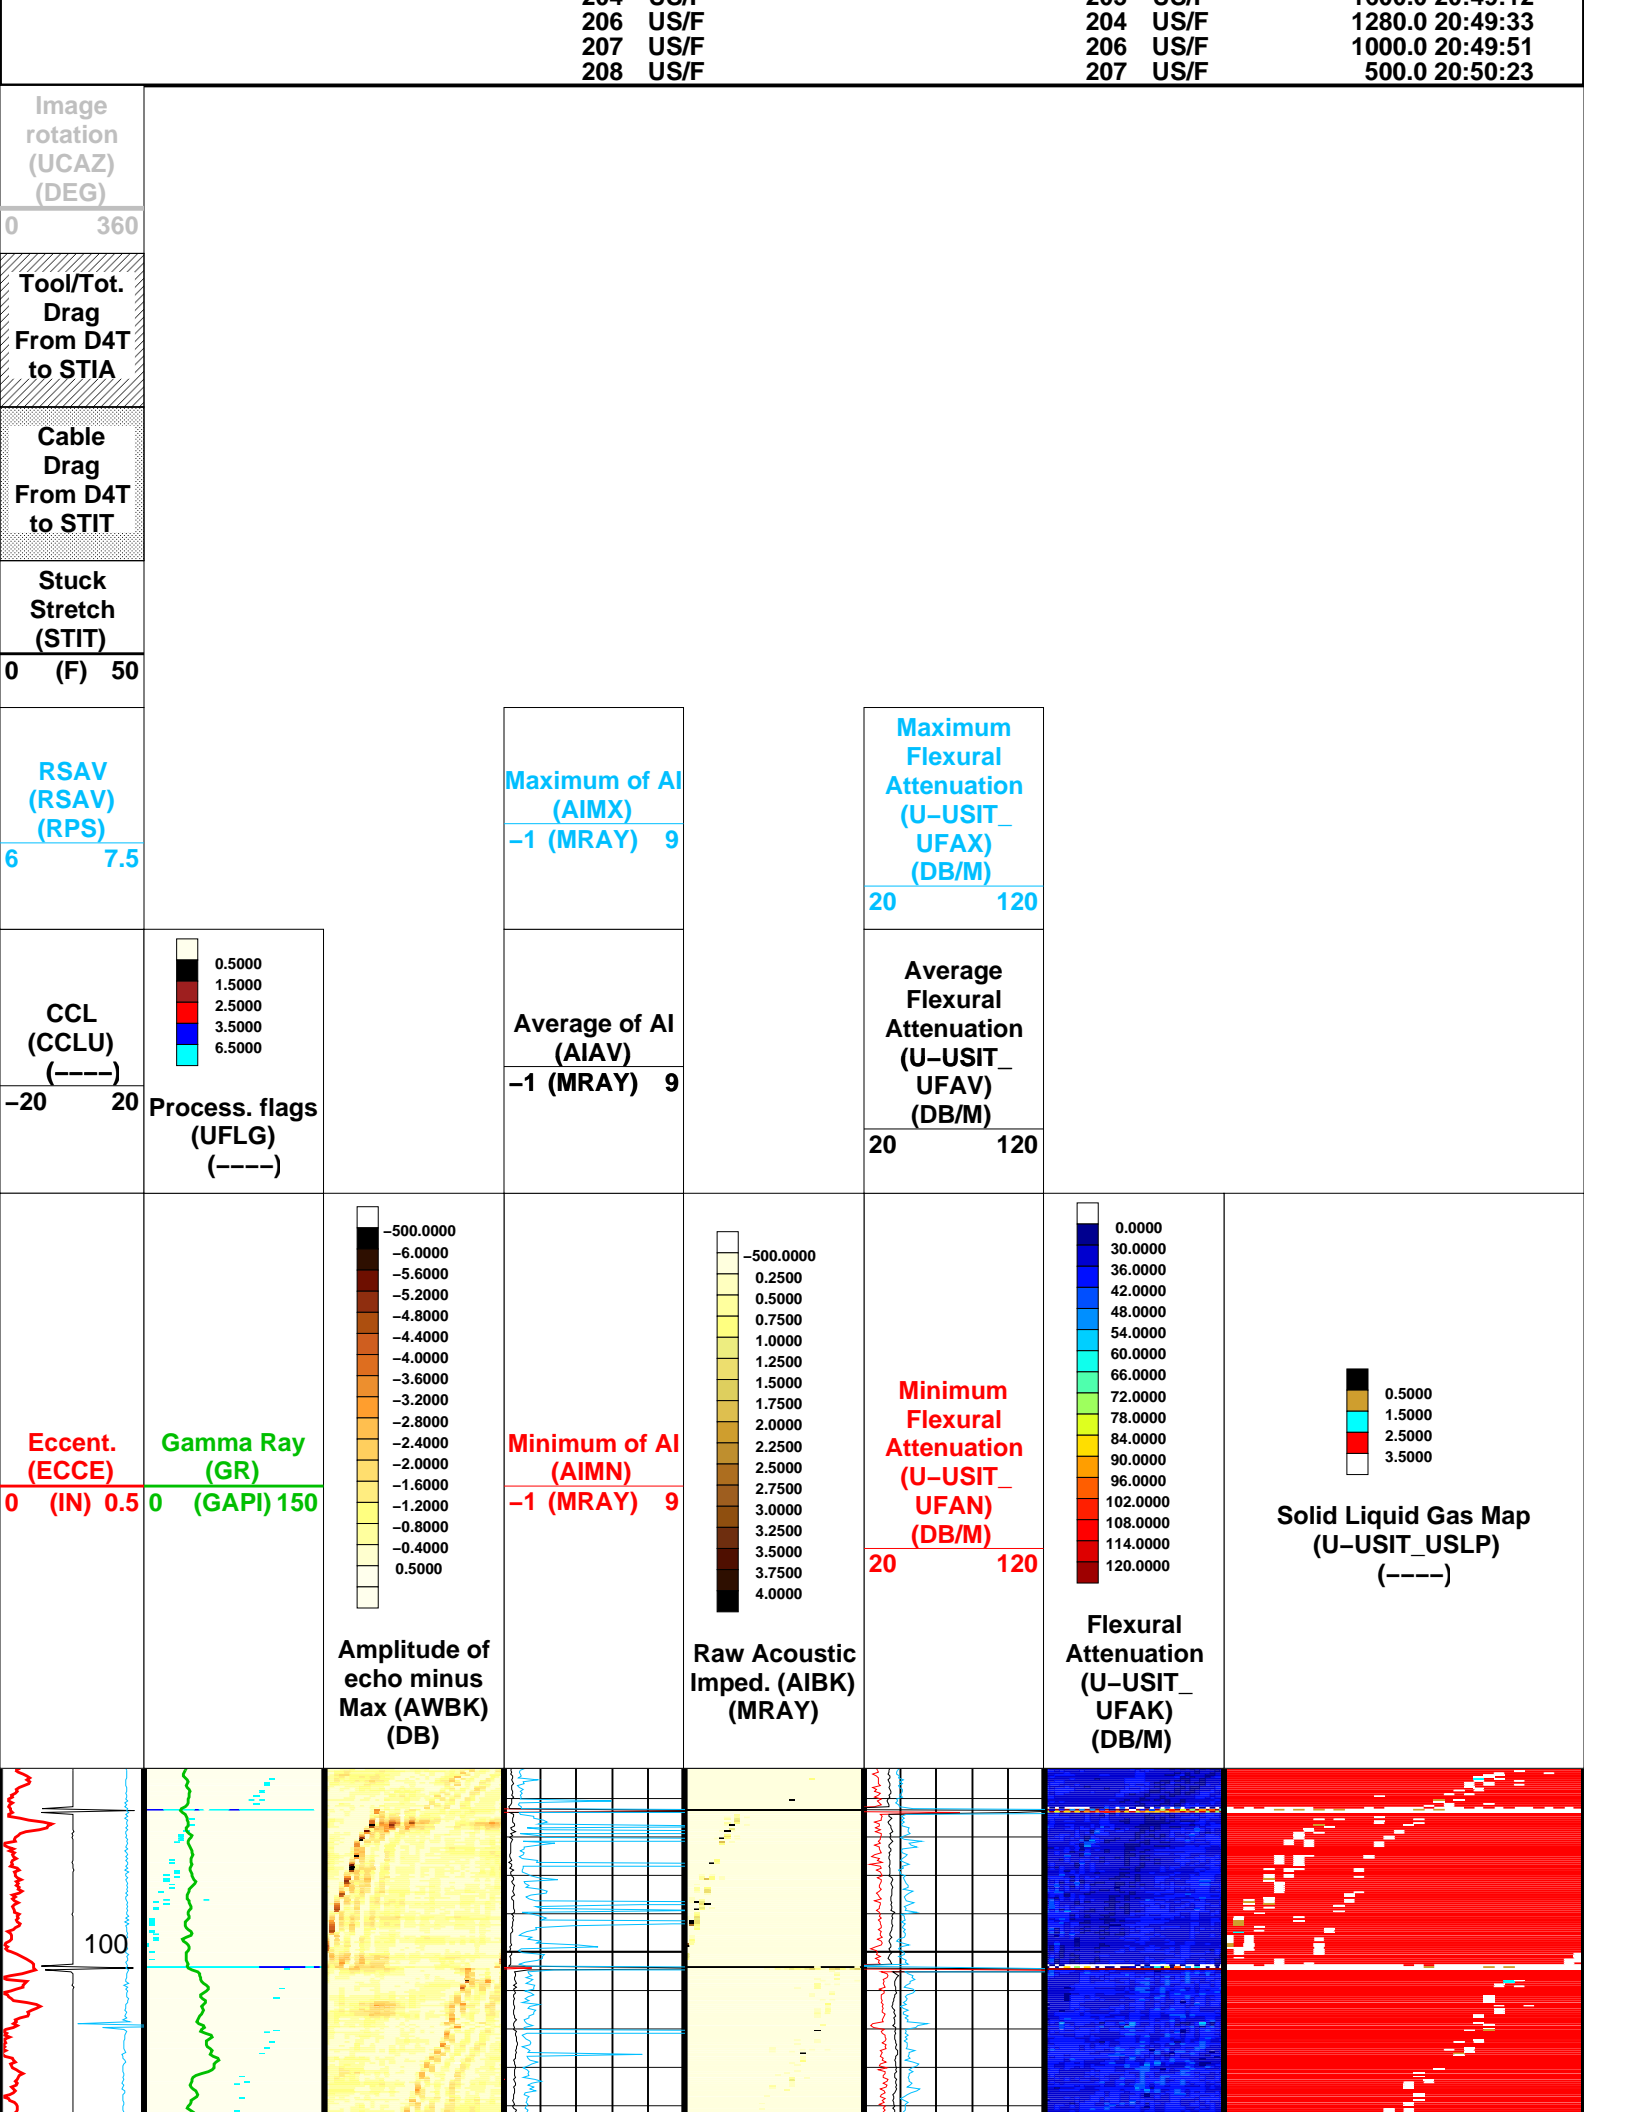 206 US/F 204 US/F 1280.0 20:49:33
207 US/F 206 US/F 1000.0 20:49:51
208 US/F 207 US/F 500.0 20:50:23
Image
rotation
(UCAZ)
(DEG)
0 360
Tool/Tot.
Drag
From D4T
to STIA
Cable
Drag
From D4T
to STIT
Stuck
Stretch
(STIT)
0 (F) 50
RSAV
(RSAV)
(RPS)
6 7.5
Maximum of AI
(AIMX)
−1 (MRAY) 9
Maximum
Flexural
Attenuation
(U−USIT_
UFAX)
(DB/M)
20 120
CCL
(CCLU)
(−−−−)
−20 20
0.5000
1.5000
2.5000
3.5000
6.5000
Process. flags
(UFLG)
(−−−−)
Average of AI
(AIAV)
−1 (MRAY) 9
Average
Flexural
Attenuation
(U−USIT_
UFAV)
(DB/M)
20 120
Eccent.
(ECCE)
0 (IN) 0.5
Gamma Ray
(GR)
0 (GAPI) 150
−500.0000
−6.0000
−5.6000
−5.2000
−4.8000
−4.4000
−4.0000
−3.6000
−3.2000
−2.8000
−2.4000
−2.0000
−1.6000
−1.2000
−0.8000
−0.4000
0.5000
Amplitude of
echo minus
Max (AWBK)
(DB)
Minimum of AI
(AIMN)
−1 (MRAY) 9
−500.0000
0.2500
0.5000
0.7500
1.0000
1.2500
1.5000
1.7500
2.0000
2.2500
2.5000
2.7500
3.0000
3.2500
3.5000
3.7500
4.0000
Raw Acoustic
Imped. (AIBK)
(MRAY)
Minimum
Flexural
Attenuation
(U−USIT_
UFAN)
(DB/M)
20 120
0.0000
30.0000
36.0000
42.0000
48.0000
54.0000
60.0000
66.0000
72.0000
78.0000
84.0000
90.0000
96.0000
102.0000
108.0000
114.0000
120.0000
Flexural
Attenuation
(U−USIT_
UFAK)
(DB/M)
0.5000
1.5000
2.5000
3.5000
Solid Liquid Gas Map
(U−USIT_USLP)
(−−−−)
100